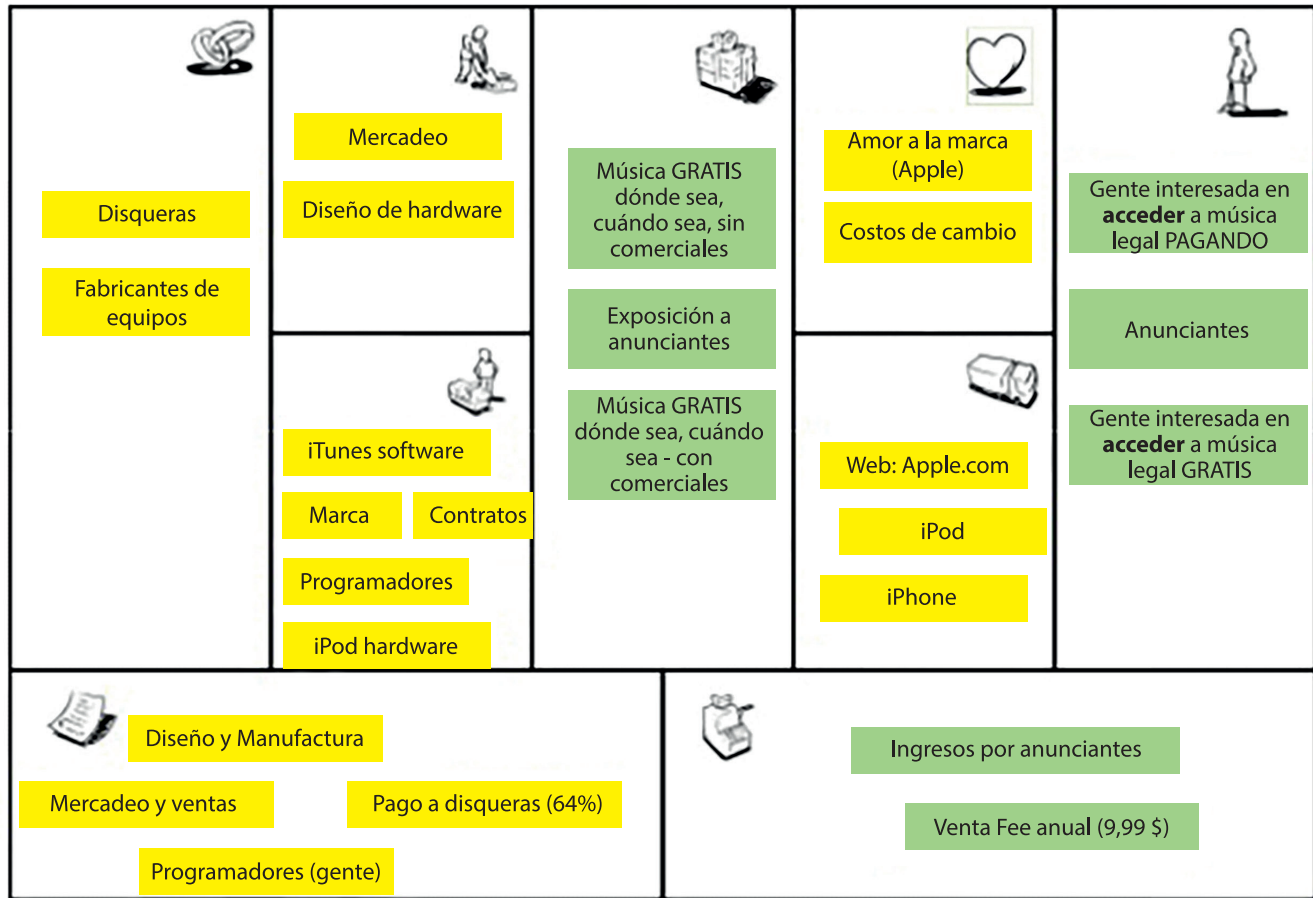 Disqueras
Fabricantes de
equipos
Mercadeo
Diseño de hardware
iTunes software
Marca
Contratos
Programadores
iPod hardware
Música GRATIS
dónde sea,
cuándo sea, sin
comerciales
Exposición a
anunciantes
Música GRATIS
dónde sea, cuándo
sea - con
comerciales
Amor a la marca
(Apple)
Costos de cambio
Web: Apple.com
iPod
iPhone
Gente interesada en
acceder a música
legal PAGANDO
Anunciantes
Gente interesada en
acceder a música
legal GRATIS
Diseño y Manufactura
Mercadeo y ventas
Pago a disqueras (64%)
Programadores (gente)
Ingresos por anunciantes
Venta Fee anual (9,99 $)